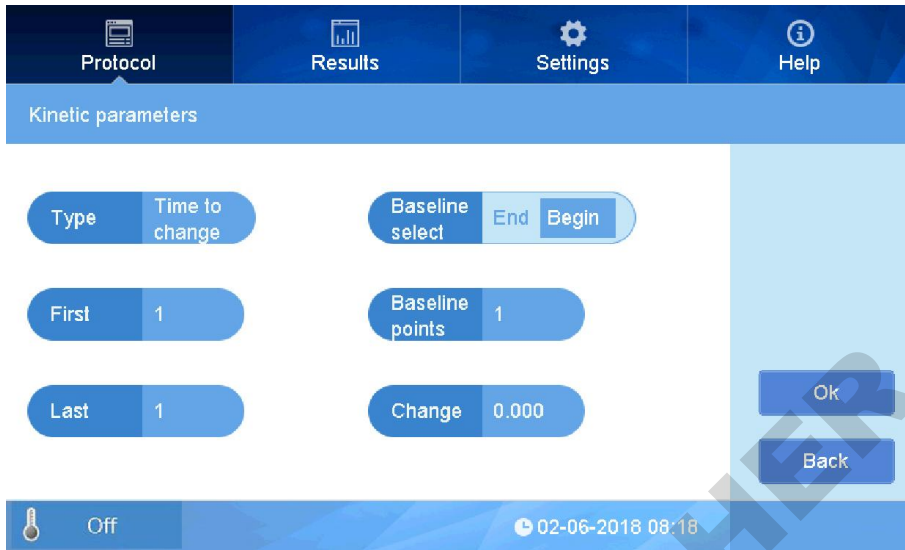 Protocol
Results
Settings
Help
Kinetic parameters
Type
Time to
change
Baseline
select
End
Begin
First
1
Baseline
points
1
Last
1
Change
0.000
Ok
Back
Off
02-06-2018 08:18